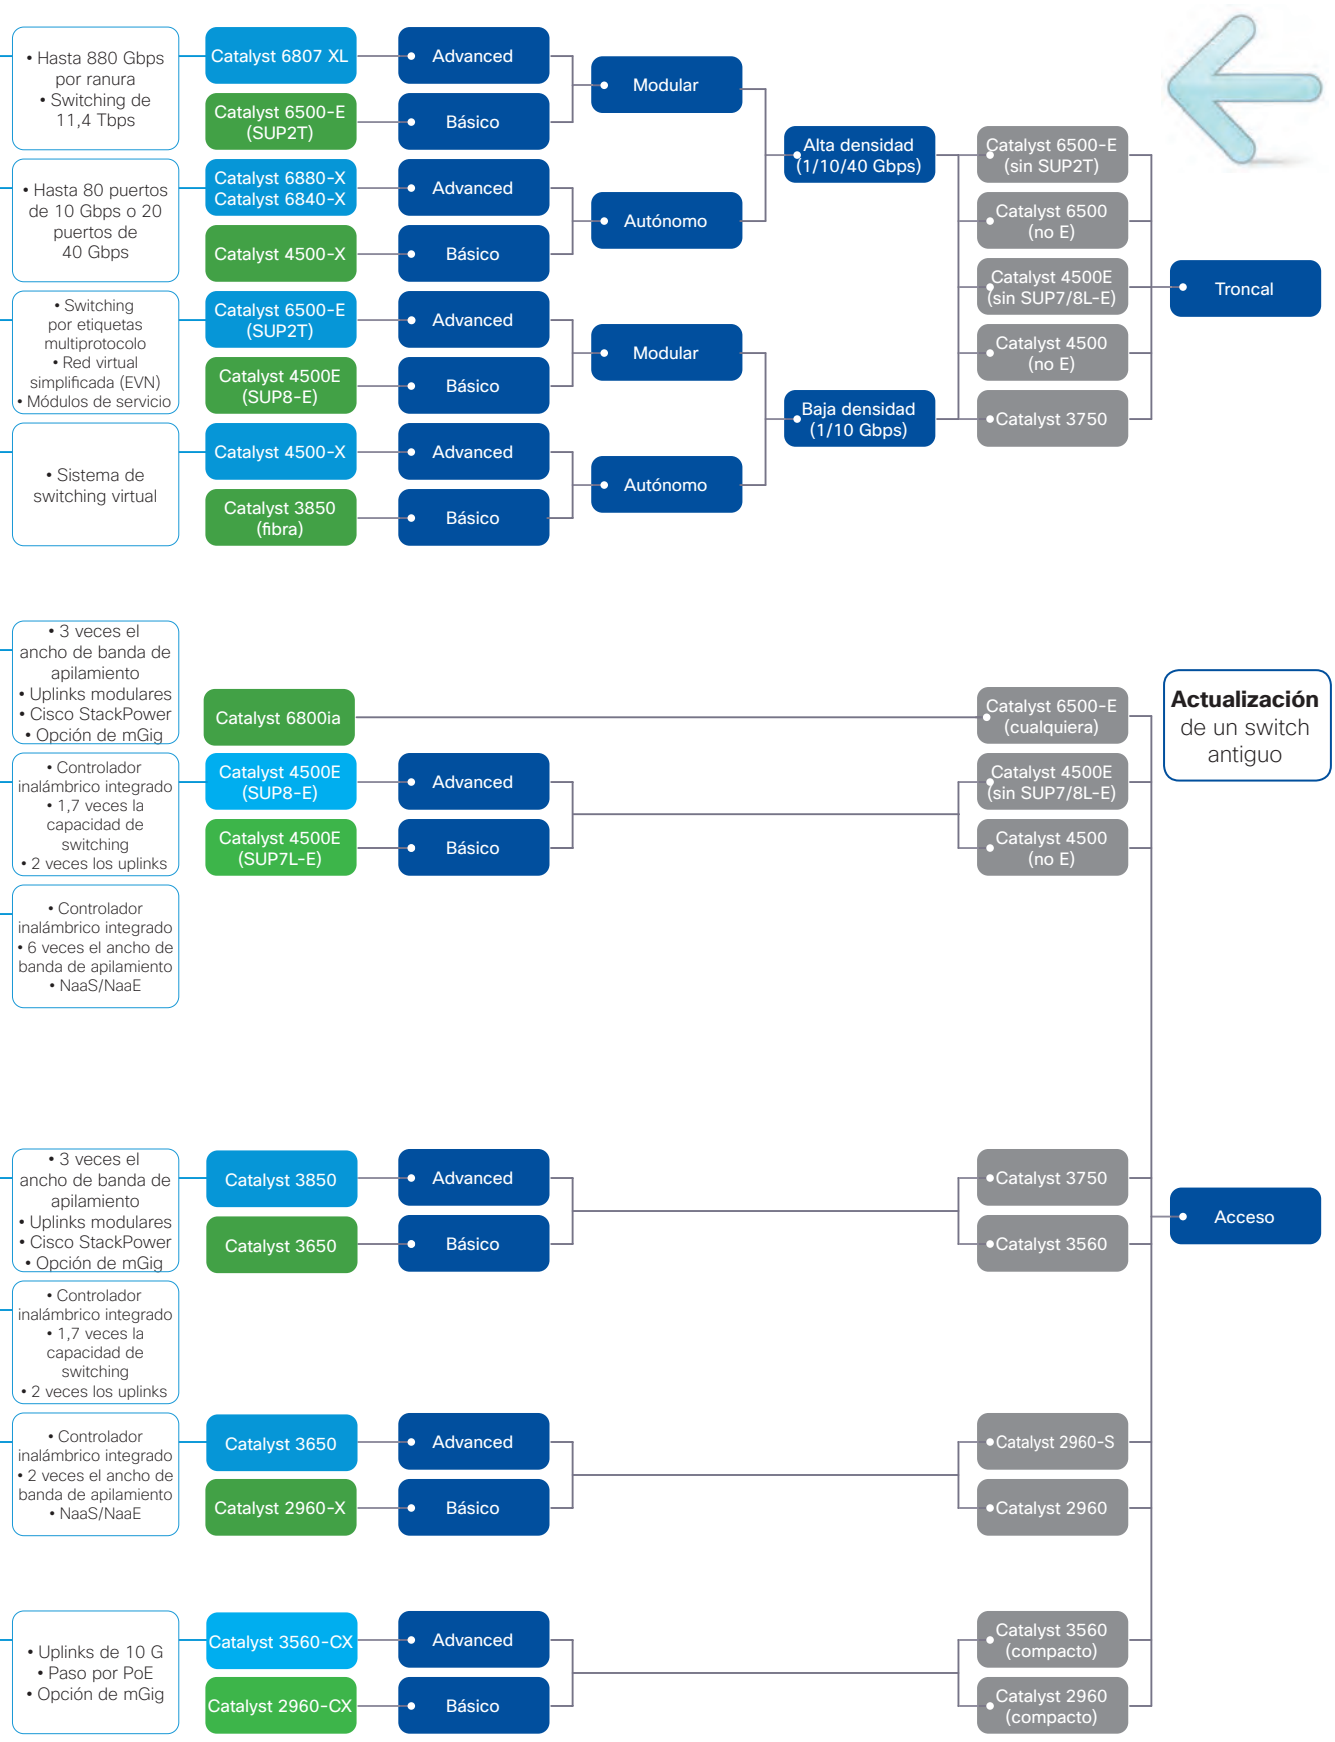 • Hasta 880 Gbps
por ranura
• Switching de
11,4 Tbps
Catalyst 6807 XL
Advanced
Catalyst 6500-E
(SUP2T)
Básico
Modular
• Hasta 80 puertos
de 10 Gbps o 20
puertos de
40 Gbps
Catalyst 6880-X
Catalyst 6840-X
Advanced
Catalyst 4500-X
Básico
Autónomo
Alta densidad
(1/10/40 Gbps)
• Switching
por etiquetas
multiprotocolo
• Red virtual
simplificada (EVN)
• Módulos de servicio
Catalyst 6500-E
(SUP2T)
Advanced
Catalyst 4500E
(SUP8-E)
Básico
Modular
• Sistema de
switching virtual
Catalyst 4500-X
Advanced
Catalyst 3850
(fibra)
Básico
Autónomo
Baja densidad
(1/10 Gbps)
Catalyst 6500-E
(sin SUP2T)
Catalyst 6500
(no E)
Catalyst 4500E
(sin SUP7/8L-E)
Catalyst 4500
(no E)
Catalyst 3750
Troncal
• 3 veces el
ancho de banda de
apilamiento
• Uplinks modulares
• Cisco StackPower
• Opción de mGig
Catalyst 6800ia
Catalyst 6500-E
(cualquiera)
Actualización
de un switch
antiguo
• Controlador
inalámbrico integrado
• 1,7 veces la
capacidad de
switching
• 2 veces los uplinks
Catalyst 4500E
(SUP8-E)
Advanced
Catalyst 4500E
(SUP7L-E)
Básico
Catalyst 4500E
(sin SUP7/8L-E)
Catalyst 4500
(no E)
• Controlador
inalámbrico integrado
• 6 veces el ancho de
banda de apilamiento
• NaaS/NaaE
• 3 veces el
ancho de banda de
apilamiento
• Uplinks modulares
• Cisco StackPower
• Opción de mGig
Catalyst 3850
Advanced
Catalyst 3650
Básico
Catalyst 3750
Catalyst 3560
Acceso
• Controlador
inalámbrico integrado
• 1,7 veces la
capacidad de
switching
• 2 veces los uplinks
• Controlador
inalámbrico integrado
• 2 veces el ancho de
banda de apilamiento
• NaaS/NaaE
Catalyst 3650
Advanced
Catalyst 2960-X
Básico
Catalyst 2960-S
Catalyst 2960
• Uplinks de 10 G
• Paso por PoE
• Opción de mGig
Catalyst 3560-CX
Advanced
Catalyst 2960-CX
Básico
Catalyst 3560
(compacto)
Catalyst 2960
(compacto)